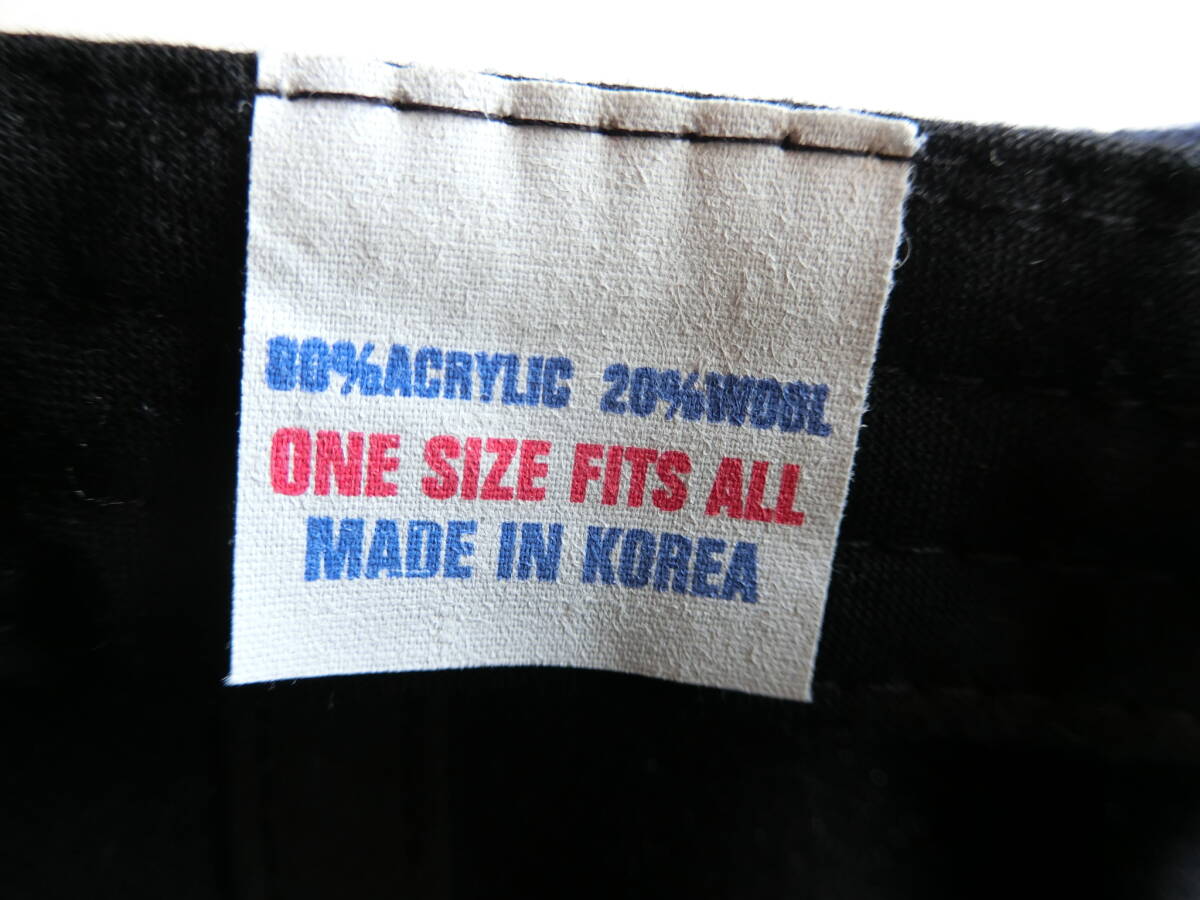 80%ACRYLIC 20%WOOL
ONE SIZE FITS ALL
MADE IN KOREA